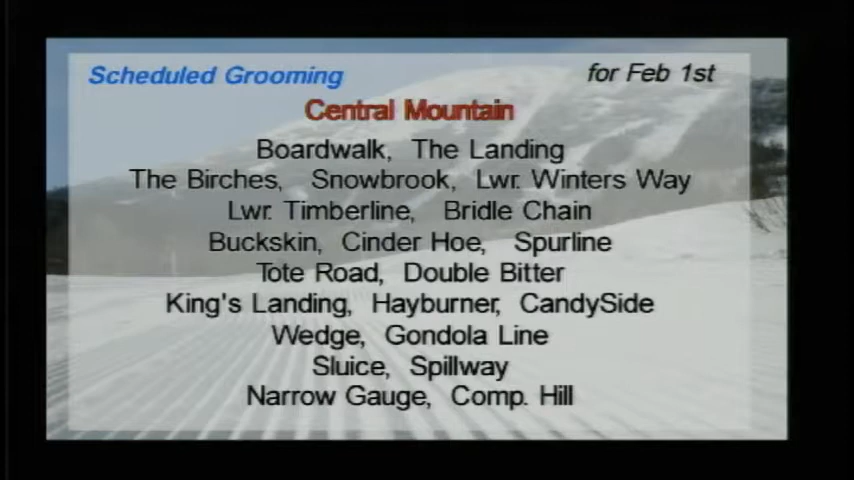 Scheduled Grooming for Feb 1st
Central Mountain
Boardwalk, The Landing
The Birches, Snowbrook, Lwr. Winters Way
Lwr. Timberline, Bridle Chain
Buckskin, Cinder Hoe, Spurline
Tote Road, Double Bitter
King's Landing, Hayburner, CandySide
Wedge, Gondola Line
Sluice, Spillway
Narrow Gauge, Comp. Hill